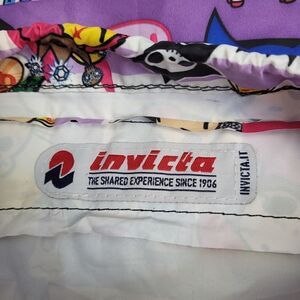 invicta
THE SHARED EXPERIENCE SINCE 1906
INVICTA.IT